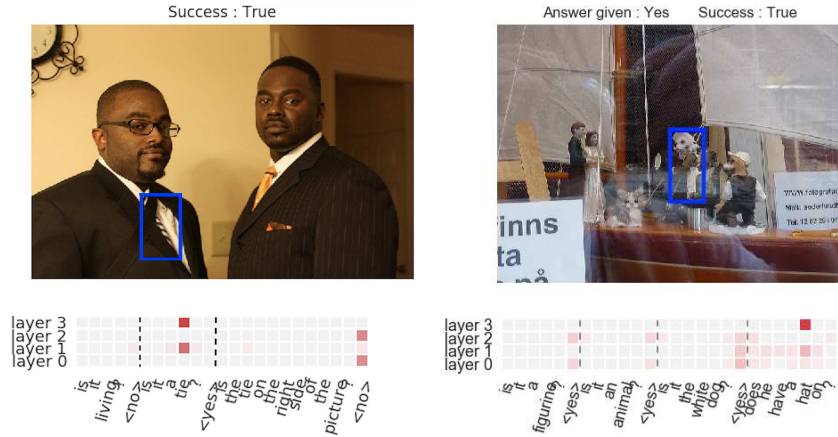 Success : True
Answer given : Yes Success : True
finns
ta
på
layer 3
layer 2
layer 1
layer 0
is it living? <no> is it a tie ? <yes> is the tie on the right side of the picture? <no>
layer 3
layer 2
layer 1
layer 0
is it a figurine? <yes> is it an animal? <yes> is it the white dog? <yes> does he have a hat on ?